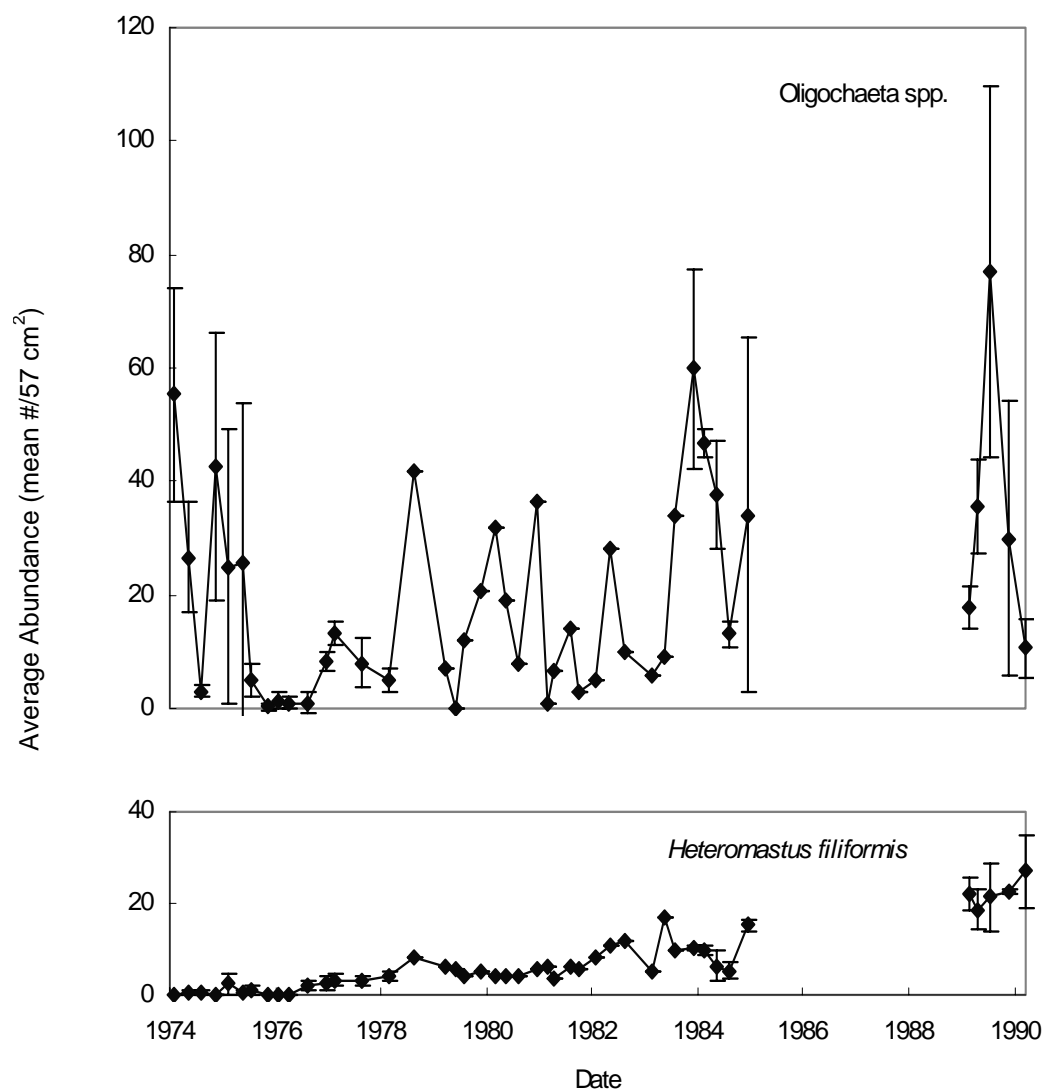 120
Oligochaeta spp.
100
80
60
40
20
0
Average Abundance (mean #/57 cm²)
40
Heteromastus filiformis
20
0
1974 1976 1978 1980 1982 1984 1986 1988 1990
Date